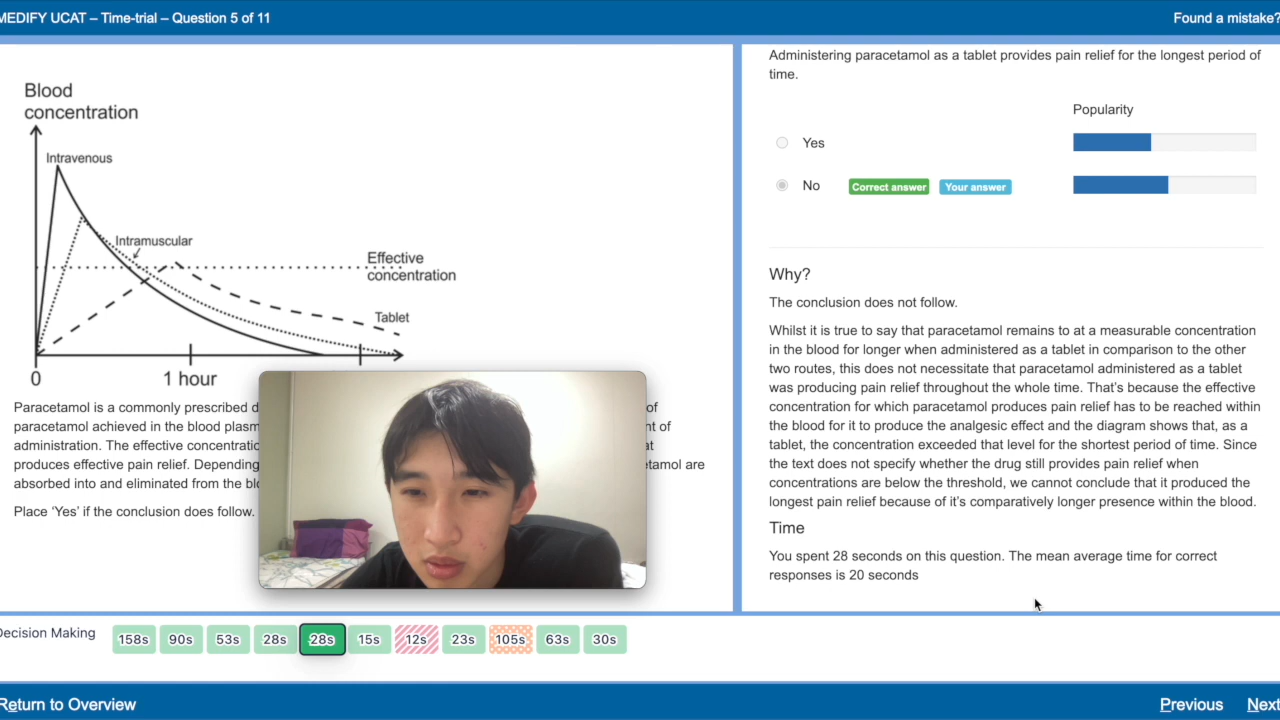 MEDIFY UCAT – Time-trial – Question 5 of 11
Found a mistake?
Blood
concentration
Intravenous
Intramuscular
Effective
concentration
Tablet
0
1 hour
Paracetamol is a commonly prescribed d
of
paracetamol achieved in the blood plasm
nt of
administration. The effective concentratio
at
produces effective pain relief. Depending
etamol are
absorbed into and eliminated from the blo
Place ‘Yes’ if the conclusion does follow.
Administering paracetamol as a tablet provides pain relief for the longest period of
time.
Popularity
Yes
No
Correct answer
Your answer
Why?
The conclusion does not follow.
Whilst it is true to say that paracetamol remains to at a measurable concentration
in the blood for longer when administered as a tablet in comparison to the other
two routes, this does not necessitate that paracetamol administered as a tablet
was producing pain relief throughout the whole time. That's because the effective
concentration for which paracetamol produces pain relief has to be reached within
the blood for it to produce the analgesic effect and the diagram shows that, as a
tablet, the concentration exceeded that level for the shortest period of time. Since
the text does not specify whether the drug still provides pain relief when
concentrations are below the threshold, we cannot conclude that it produced the
longest pain relief because of it's comparatively longer presence within the blood.
Time
You spent 28 seconds on this question. The mean average time for correct
responses is 20 seconds
Decision Making
158s 90s 53s 28s 28s 15s 12s 23s 105s 63s 30s
Return to Overview
Previous
Next